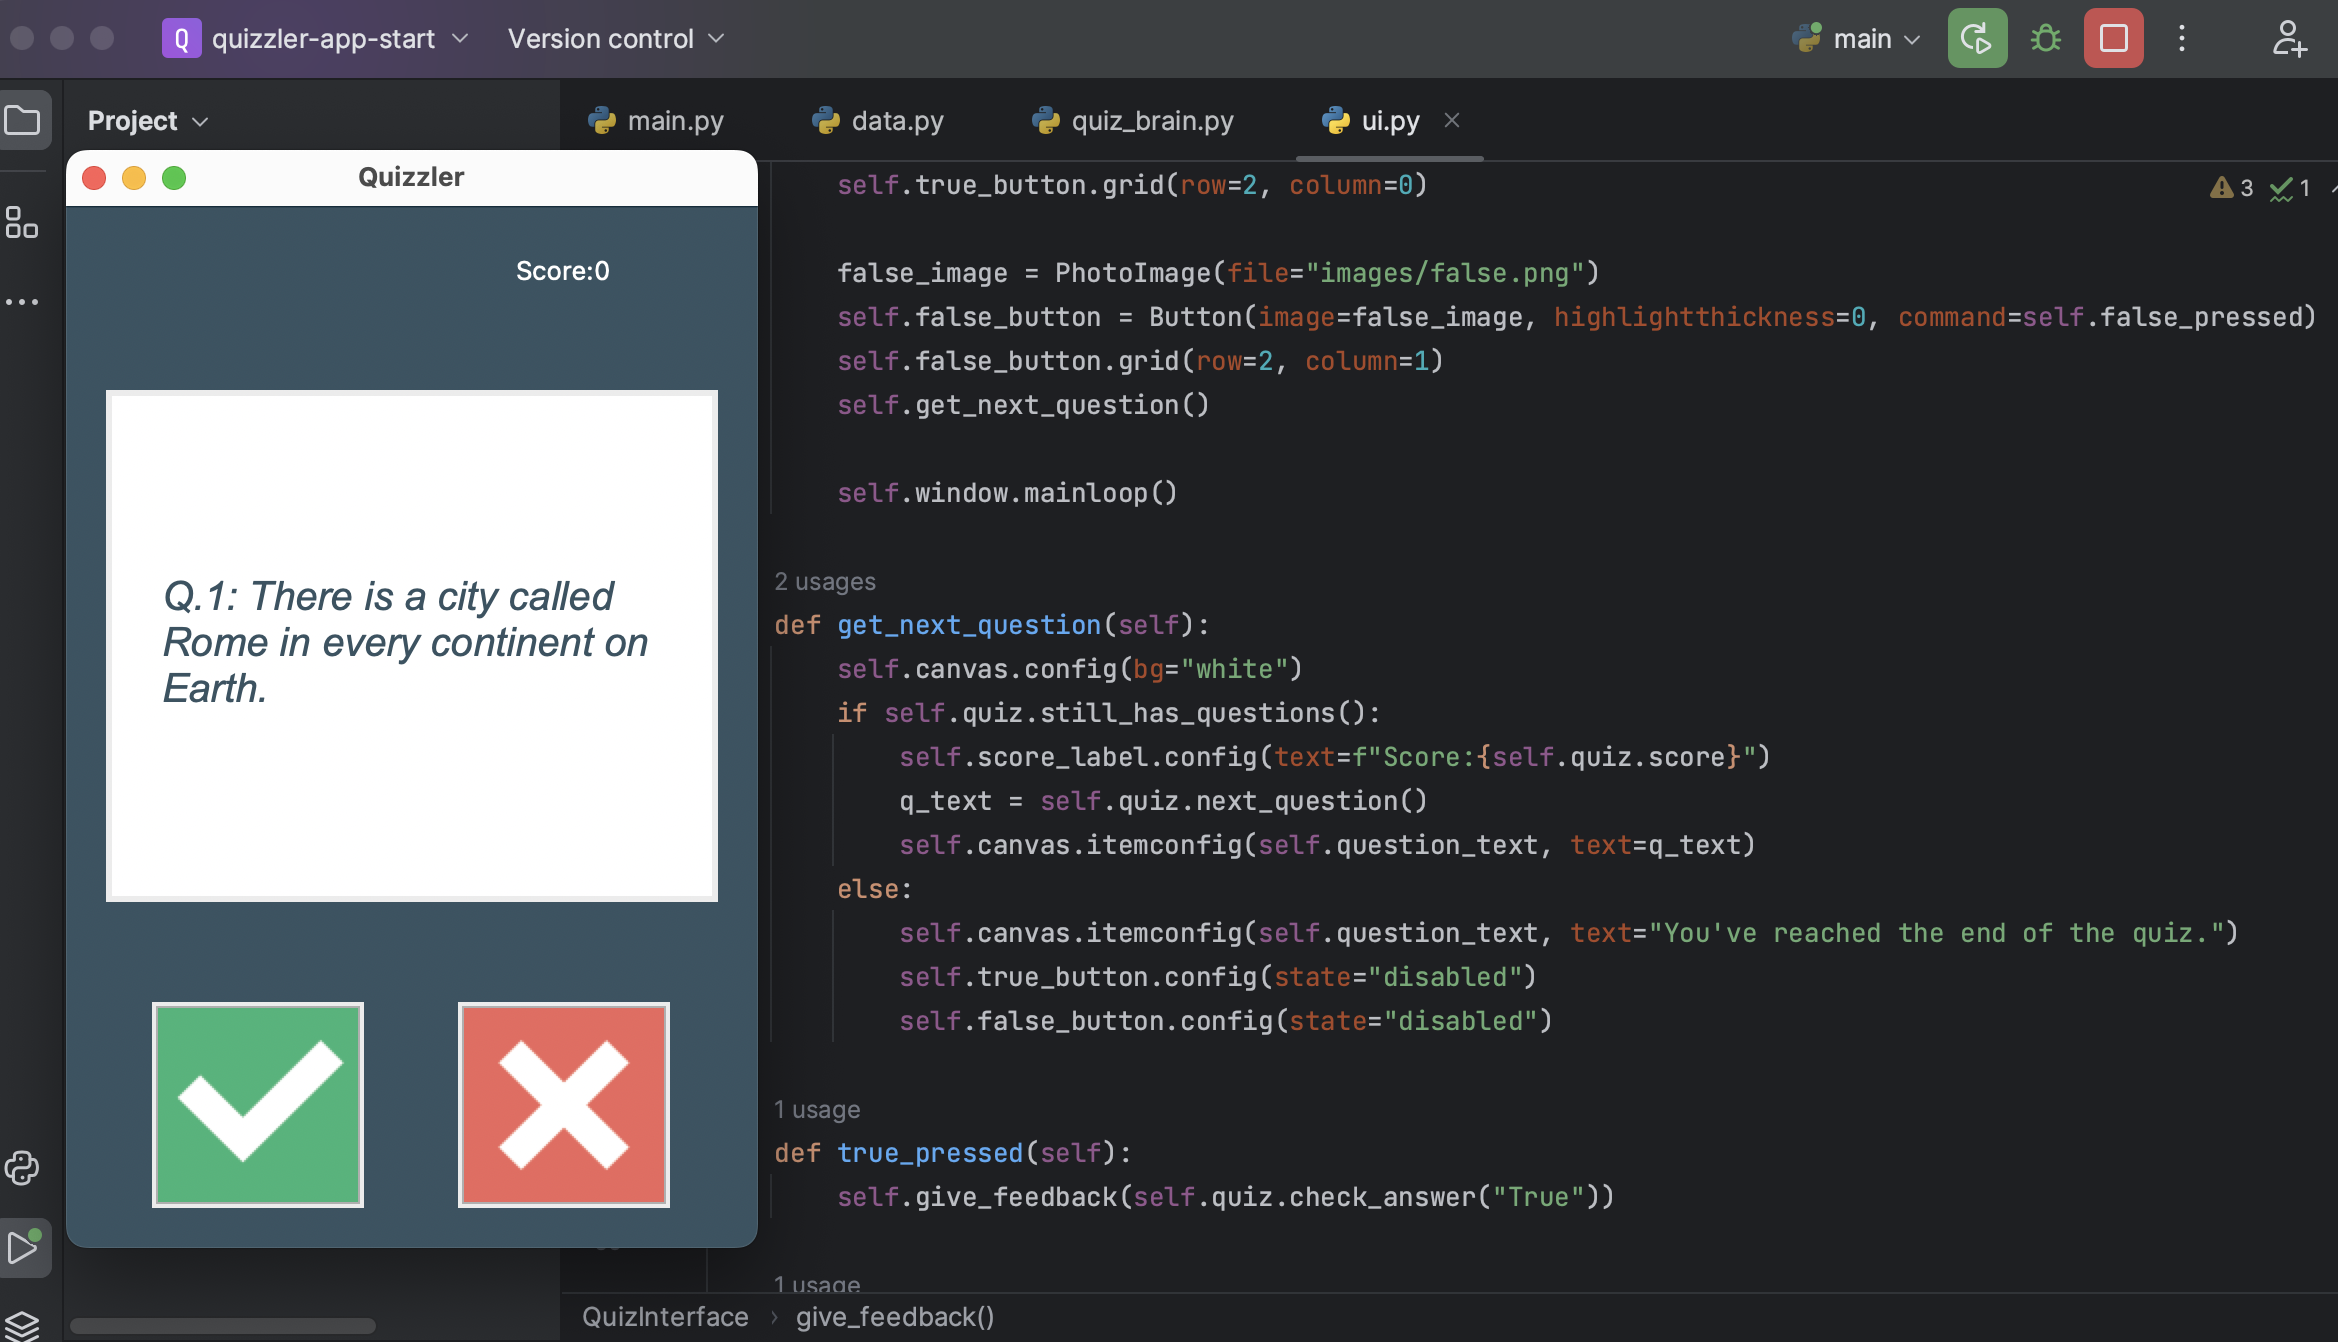 Q quizzler-app-start Version control main
Project
main.py data.py quiz_brain.py ui.py
Quizzler
Score:0
Q.1: There is a city called
Rome in every continent on
Earth.
3 1
self.true_button.grid(row=2, column=0)
false_image = PhotoImage(file="images/false.png")
self.false_button = Button(image=false_image, highlightthickness=0, command=self.false_pressed)
self.false_button.grid(row=2, column=1)
self.get_next_question()
self.window.mainloop()
2 usages
def get_next_question(self):
self.canvas.config(bg="white")
if self.quiz.still_has_questions():
self.score_label.config(text=f"Score:{self.quiz.score}")
q_text = self.quiz.next_question()
self.canvas.itemconfig(self.question_text, text=q_text)
else:
self.canvas.itemconfig(self.question_text, text="You've reached the end of the quiz.")
self.true_button.config(state="disabled")
self.false_button.config(state="disabled")
1 usage
def true_pressed(self):
self.give_feedback(self.quiz.check_answer("True"))
1 usage
QuizInterface › give_feedback()